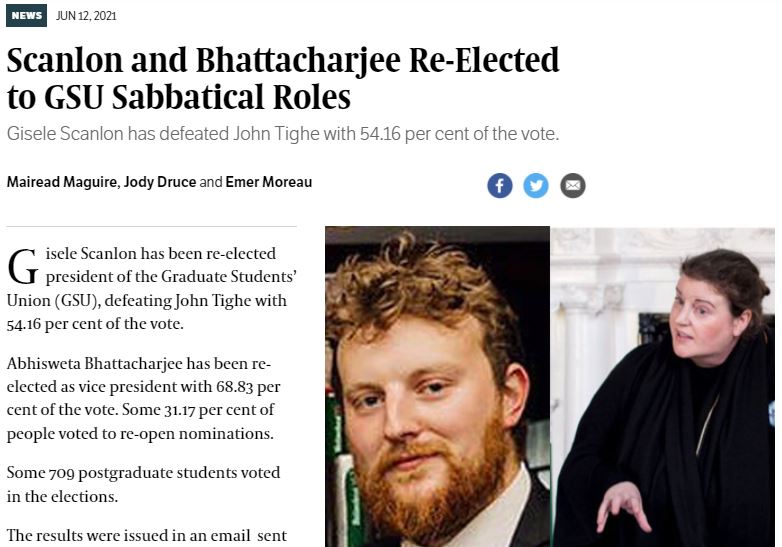 NEWS JUN 12, 2021
Scanlon and Bhattacharjee Re-Elected
to GSU Sabbatical Roles
Gisele Scanlon has defeated John Tighe with 54.16 per cent of the vote.
Mairead Maguire, Jody Druce and Emer Moreau
Gisele Scanlon has been re-elected
president of the Graduate Students’
Union (GSU), defeating John Tighe with
54.16 per cent of the vote.
Abhisweta Bhattacharjee has been re-
elected as vice president with 68.83 per
cent of the vote. Some 31.17 per cent of
people voted to re-open nominations.
Some 709 postgraduate students voted
in the elections.
The results were issued in an email sent